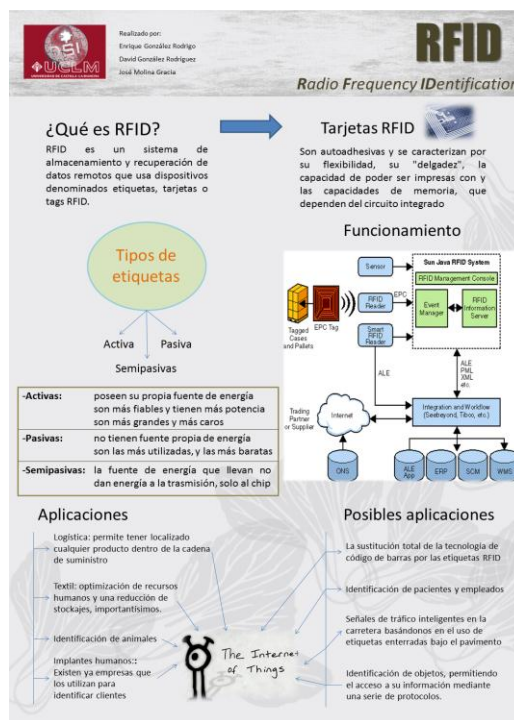 Realizado por:
Enrique González Rodrigo
David González Rodríguez
José Molina Gracia
UCLM
UNIVERSIDAD DE CASTILLA-LA MANCHA
RFID
Radio Frequency IDentification
¿Qué es RFID?
RFID es un sistema de
almacenamiento y recuperación de
datos remotos que usa dispositivos
denominados etiquetas, tarjetas o
tags RFID.
Tarjetas RFID
Son autoadhesivas y se caracterizan por
su flexibilidad, su "delgadez", la
capacidad de poder ser impresas con y
las capacidades de memoria, que
dependen del circuito integrado
Tipos de
etiquetas
Activa
Pasiva
Semipasivas
-Activas: poseen su propia fuente de energía
son más fiables y tienen más potencia
son más grandes y más caros
-Pasivas: no tienen fuente propia de energía
son las más utilizadas, y las más baratas
-Semipasivas: la fuente de energía que llevan no
dan energía a la trasmisión, solo al chip
Funcionamiento
Sun Java RFID System
RFID Management Console
Sensor
RFID
Reader
EPC
Event
Manager
RFID
Information
Server
Smart
RFID
Reader
Tagged
Cases
and Pallets
EPC Tag
ALE
ALE
PML
XML
etc.
Trading
Partner
or Supplier
Internet
Integration and Workflow
(Seebeyond, Tibco, etc.)
ONS
ALE
App
ERP
SCM
WMS
Aplicaciones
Logística: permite tener localizado
cualquier producto dentro de la cadena
de suministro
Textil: optimización de recursos
humanos y una reducción de
stockajes, importantísimos.
Identificación de animales
Implantes humanos::
Existen ya empresas que
los utilizan para
identificar clientes
The Internet
of Things
Posibles aplicaciones
La sustitución total de la tecnología de
código de barras por las etiquetas RFID
Identificación de pacientes y empleados
Señales de tráfico inteligentes en la
carretera basándonos en el uso de
etiquetas enterradas bajo el pavimento
Identificación de objetos, permitiendo
el acceso a su información mediante
una serie de protocolos.